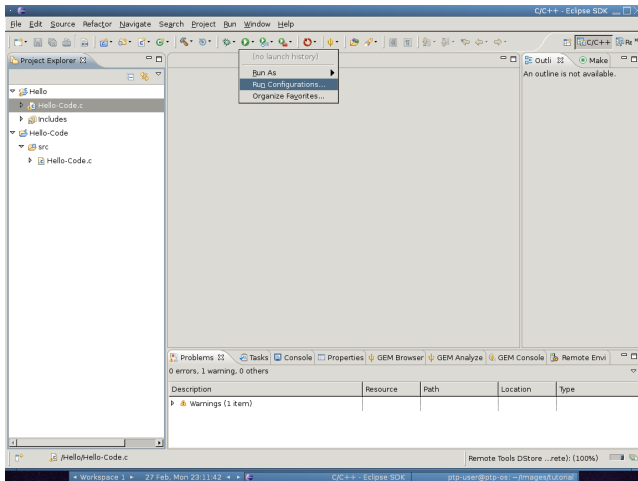 C/C++ - Eclipse SDK
File Edit Source Refactor Navigate Search Project Run Window Help
C/C++
Project Explorer
[no launch history]
Run As
Run Configurations...
Organize Favorites...
Outli
Make
An outline is not available.
Hello
Hello-Code.c
Includes
Hello-Code
src
Hello-Code.c
Problems Tasks Console Properties GEM Browser GEM Analyze GEM Console Remote Envi
0 errors, 1 warning, 0 others
Description Resource Path Location Type
Warnings (1 item)
/Hello/Hello-Code.c
Remote Tools DStore ...rete): (100%)
Workspace 1 27 Feb, Mon 23:11:42 C/C++ - Eclipse SDK ptp-user@ptp-os: ~/Images/tutorial